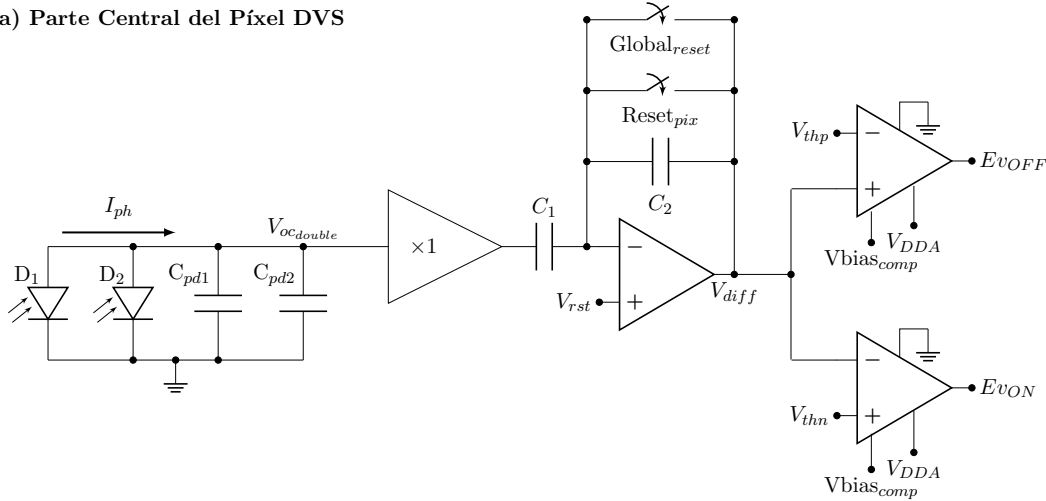 a) Parte Central del Píxel DVS
Global_reset
Reset_pix
C_2
I_ph
V_oc_double
D_1
D_2
C_pd1
C_pd2
×1
C_1
−
+
V_rst
V_diff
V_thp
−
+
Ev_OFF
V_DDA
Vbias_comp
−
+
V_thn
Ev_ON
V_DDA
Vbias_comp